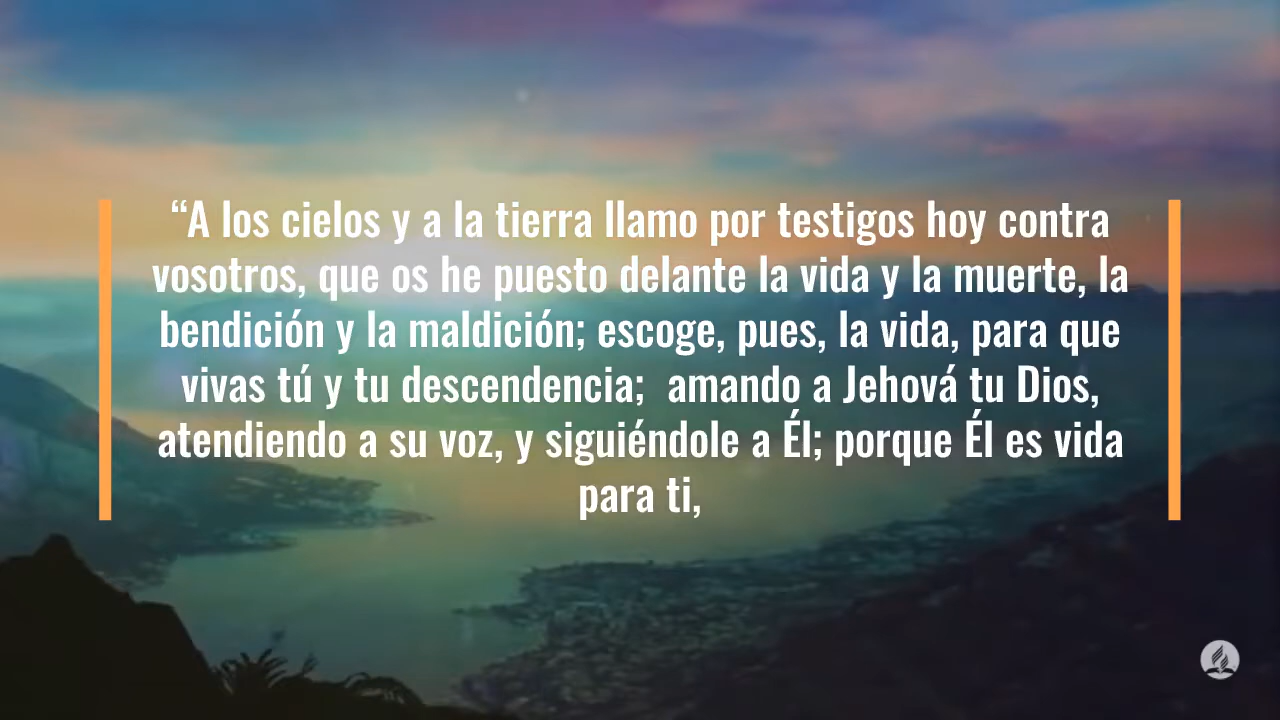 “A los cielos y a la tierra llamo por testigos hoy contra
vosotros, que os he puesto delante la vida y la muerte, la
bendición y la maldición; escoge, pues, la vida, para que
vivas tú y tu descendencia;  amando a Jehová tu Dios,
atendiendo a su voz, y siguiéndole a Él; porque Él es vida
para ti,